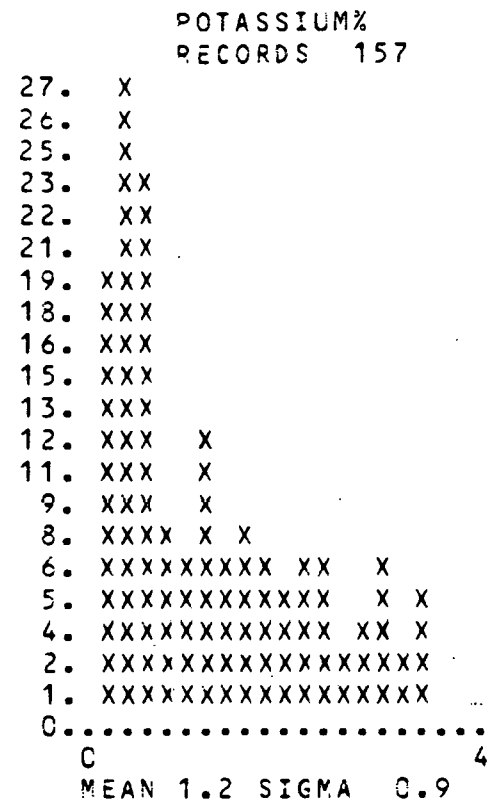 POTASSIUM%
RECORDS 157
27. X
26. X
25. X
23. XX
22. XX
21. XX
19. XXX
18. XXX
16. XXX
15. XXX
13. XXX
12. XXX X
11. XXX X
9. XXX X
8. XXXX X X
6. XXXXXXXXX XX X
5. XXXXXXXXXXXX X X
4. XXXXXXXXXXXX XX X
2. XXXXXXXXXXXXXXXXX
1. XXXXXXXXXXXXXXXXX
0......................
0 4
MEAN 1.2 SIGMA 0.9